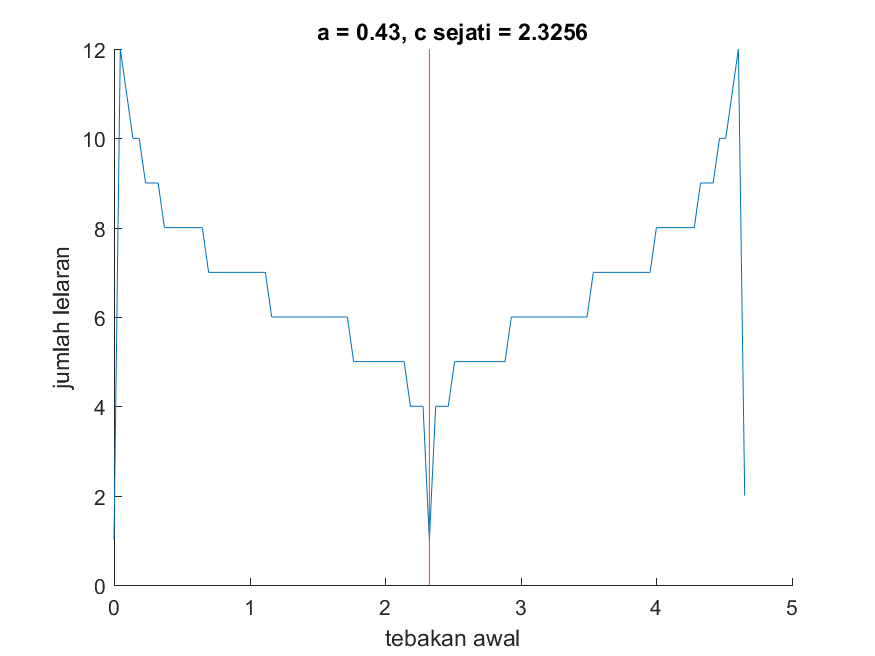 a = 0.43, c sejati = 2.3256
12
10
8
6
4
2
0
jumlah lelaran
0 1 2 3 4 5
tebakan awal